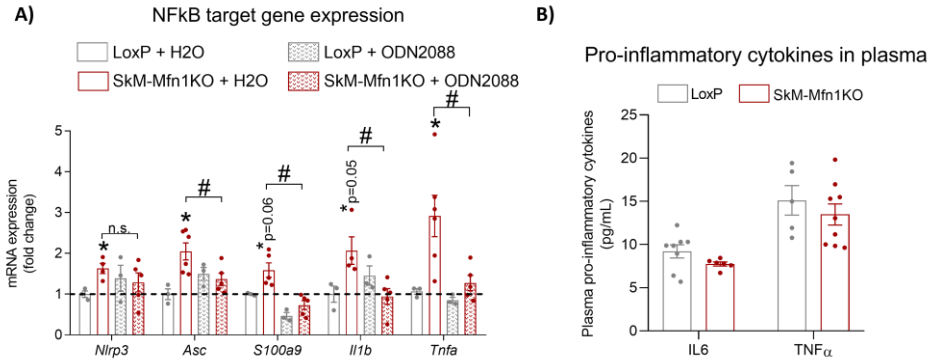 A)
NFkB target gene expression
LoxP + H2O
LoxP + ODN2088
SkM-Mfn1KO + H2O
SkM-Mfn1KO + ODN2088
mRNA expression
(fold change)
5
4
3
2
1
0
*
n.s.
*
#
*
p=0.06
#
*
p=0.05
#
*
#
Nlrp3
Asc
S100a9
Il1b
Tnfa
B)
Pro-inflammatory cytokines in plasma
LoxP
SkM-Mfn1KO
Plasma pro-inflammatory cytokines
(pg/mL)
25
20
15
10
5
0
IL6
TNFα